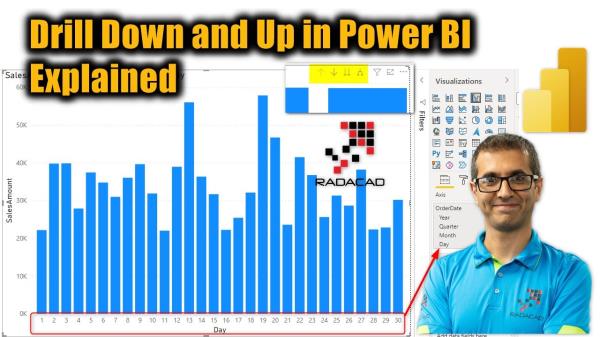 Drill Down and Up in Power BI
Explained
Sales
y
60K
50K
40K
30K
20K
10K
0K
SalesAmount
1 2 3 4 5 6 7 8 9 10 11 12 13 14 15 16 17 18 19 20 21 22 23 24 25 26 27 28 29 30
Day
RADACAD
Filters
Visualizations
Py
Axis
OrderDate
Year
Quarter
Month
Day
Add data fields here
RADACAD